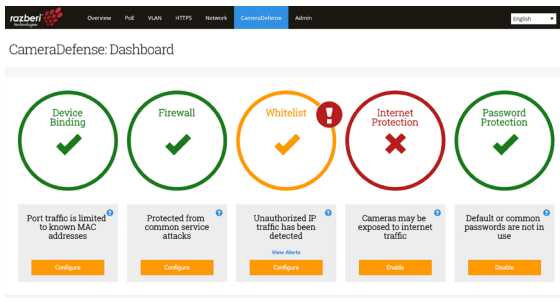 razberi
technologies
Overview PoE VLAN HTTPS Network CameraDefense Admin
English
CameraDefense: Dashboard
Device
Binding
Firewall
Whitelist
Internet
Protection
Password
Protection
Port traffic is limited
to known MAC
addresses
Configure
Protected from
common service
attacks
Configure
Unauthorized IP
traffic has been
detected
View Alerts
Configure
Cameras may be
exposed to internet
traffic
Enable
Default or common
passwords are not in
use
Disable